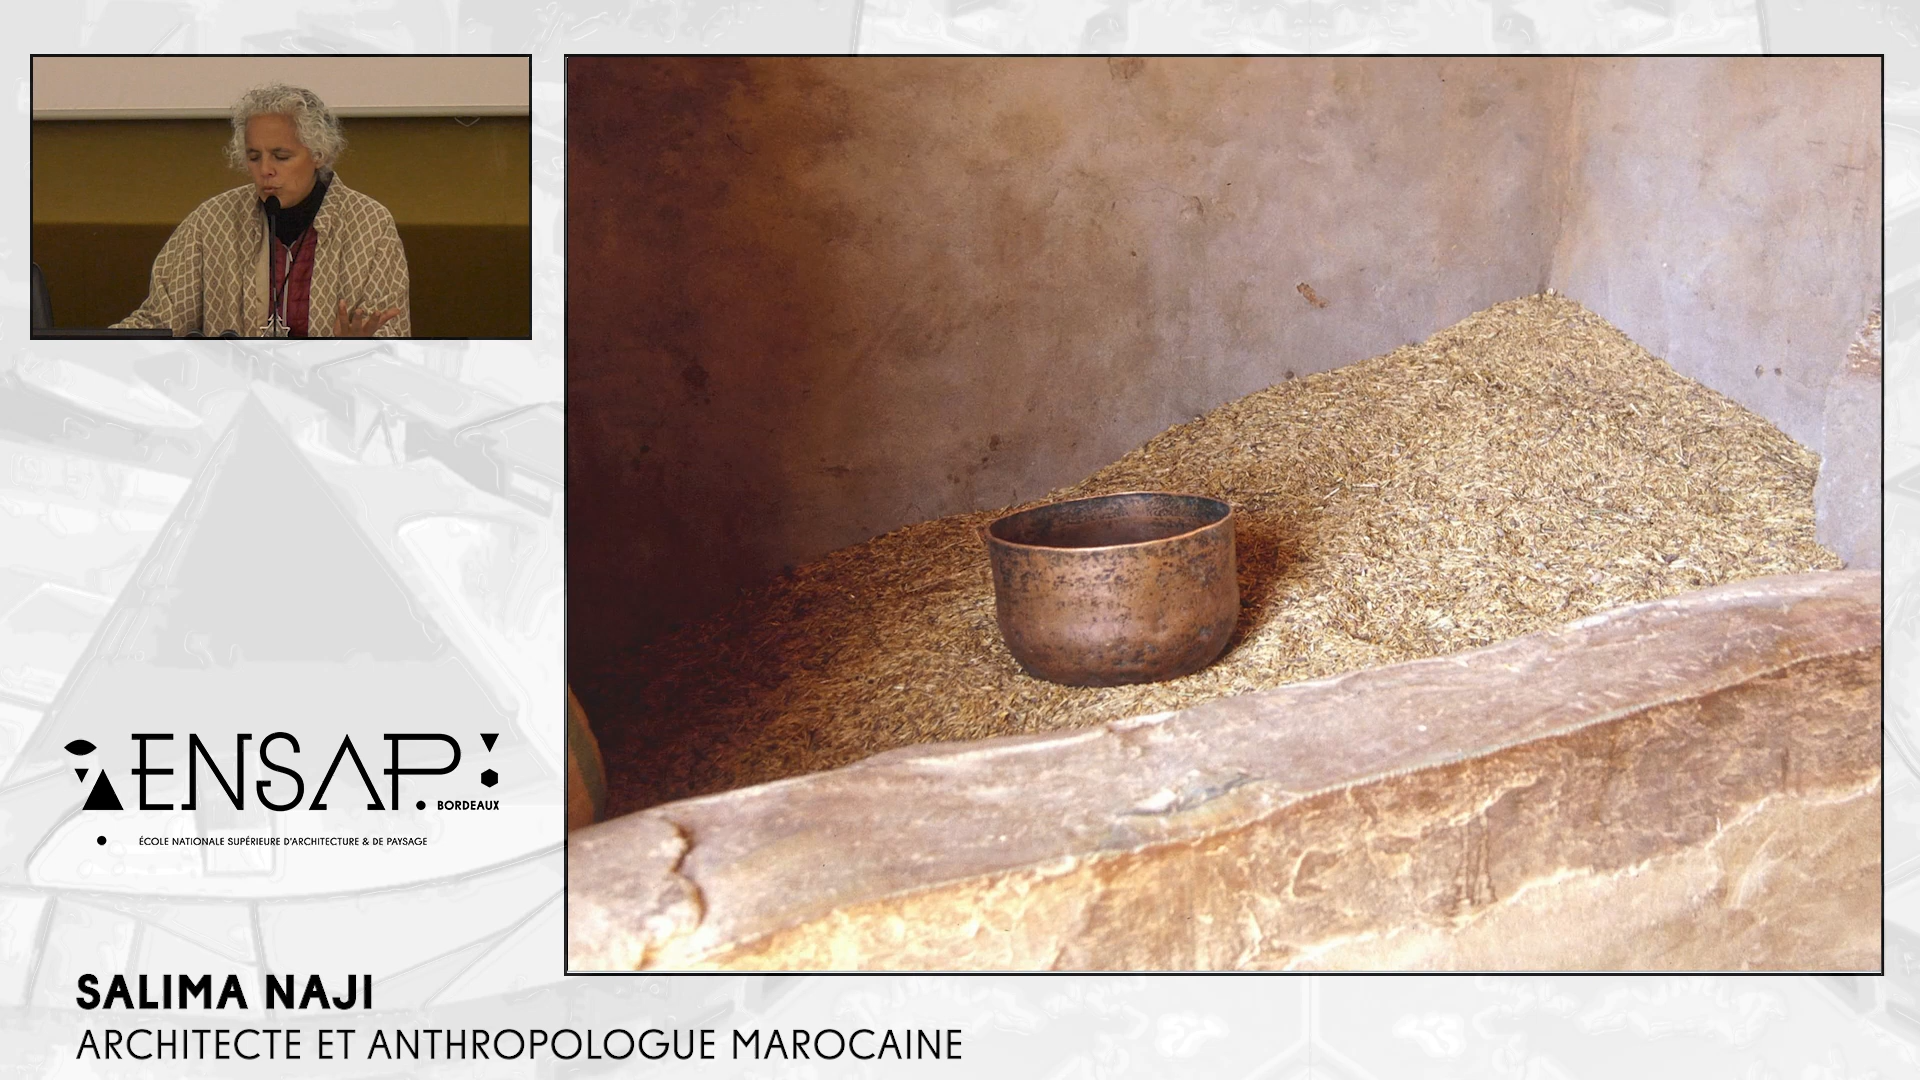 ENSAP.
BORDEAUX
ÉCOLE NATIONALE SUPÉRIEURE D'ARCHITECTURE & DE PAYSAGE
SALIMA NAJI
ARCHITECTE ET ANTHROPOLOGUE MAROCAINE